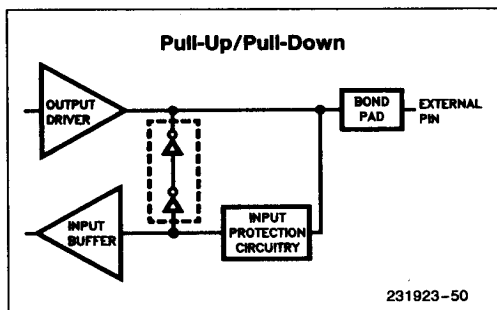 Pull-Up/Pull-Down
OUTPUT
DRIVER
BOND
PAD
EXTERNAL
PIN
INPUT
BUFFER
INPUT
PROTECTION
CIRCUITRY
231923-50